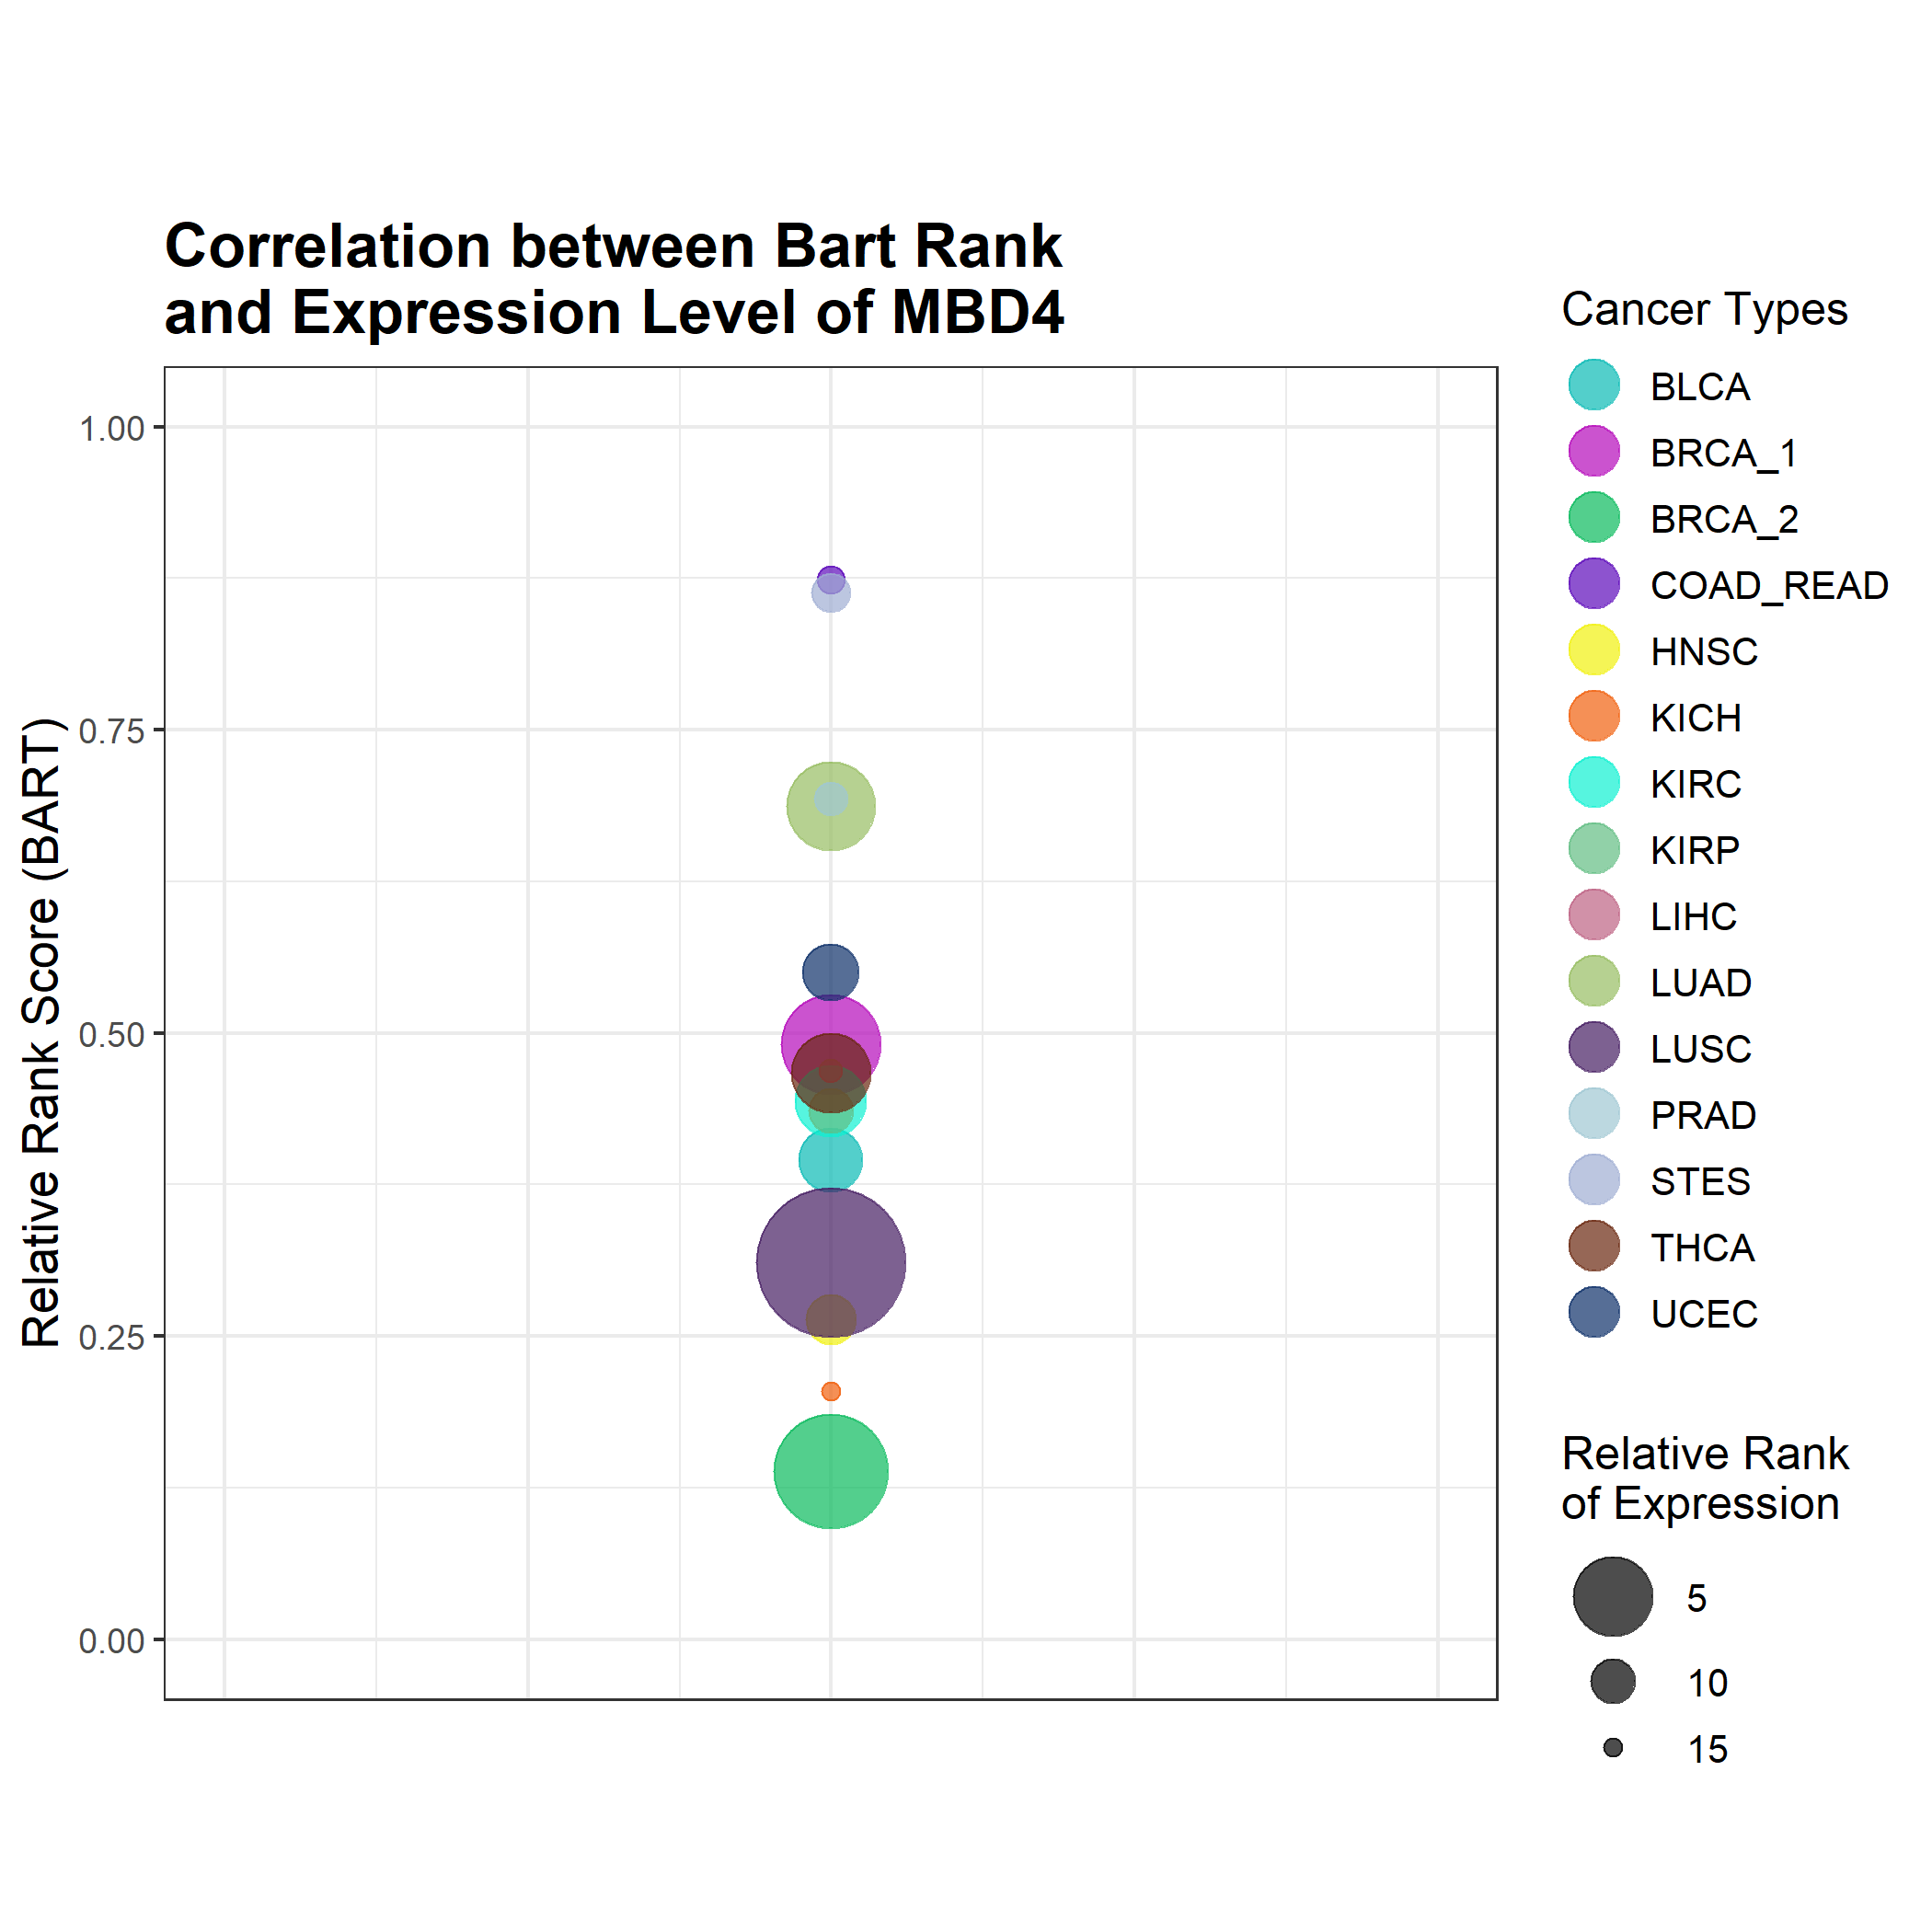 Correlation between Bart Rank
and Expression Level of MBD4
Relative Rank Score (BART)
1.00
0.75
0.50
0.25
0.00
Cancer Types
BLCA
BRCA_1
BRCA_2
COAD_READ
HNSC
KICH
KIRC
KIRP
LIHC
LUAD
LUSC
PRAD
STES
THCA
UCEC
Relative Rank
of Expression
5
10
15